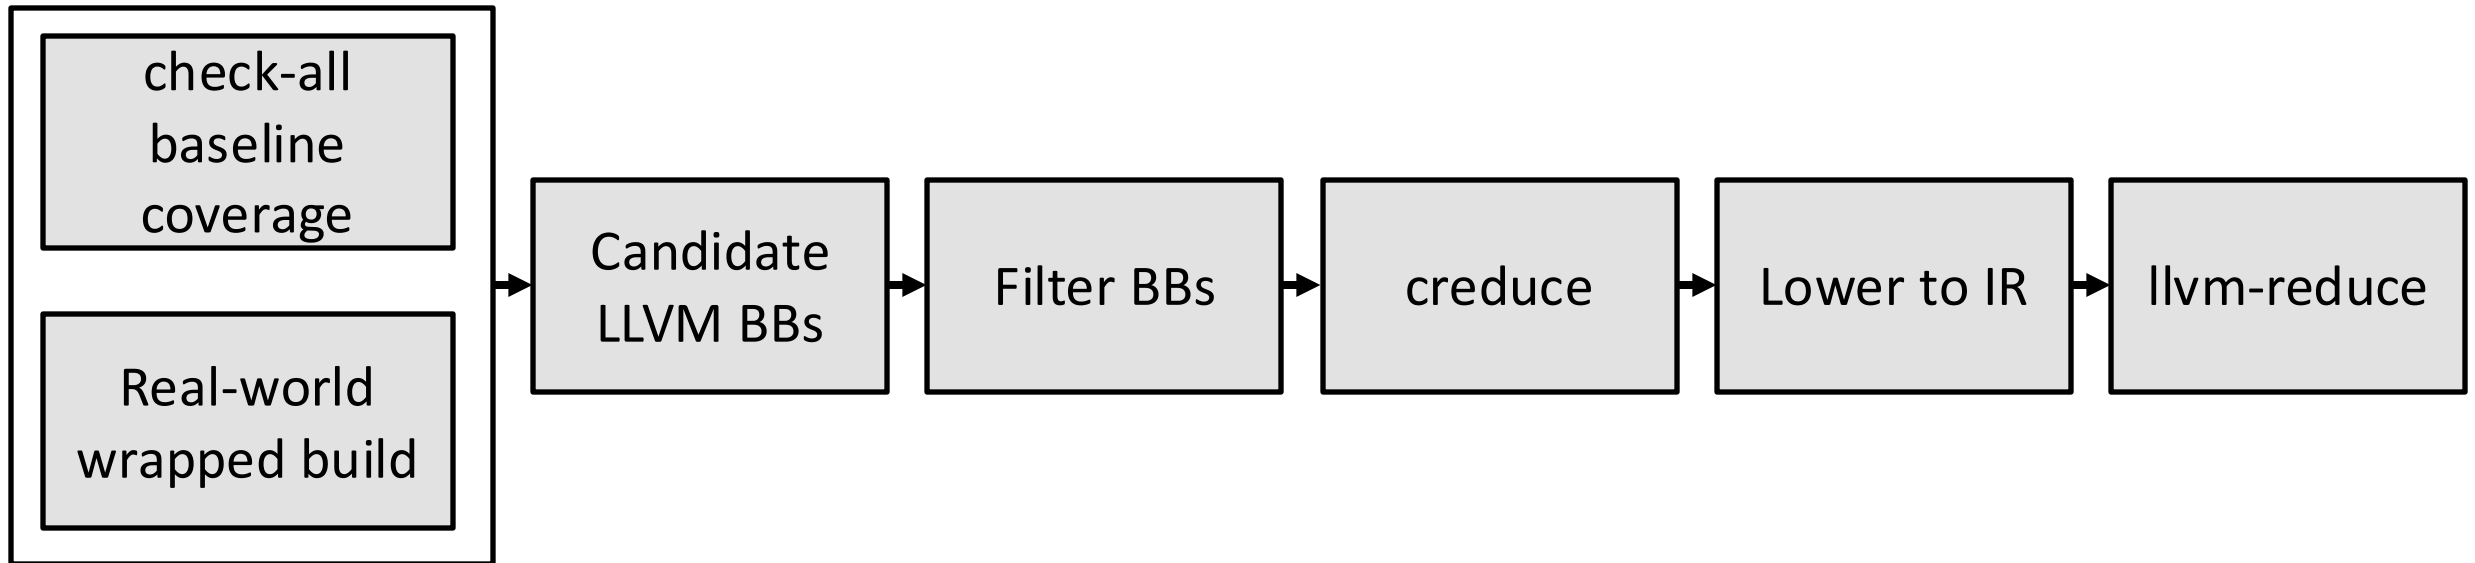 check-all
baseline
coverage
Real-world
wrapped build
Candidate
LLVM BBs
Filter BBs
creduce
Lower to IR
llvm-reduce